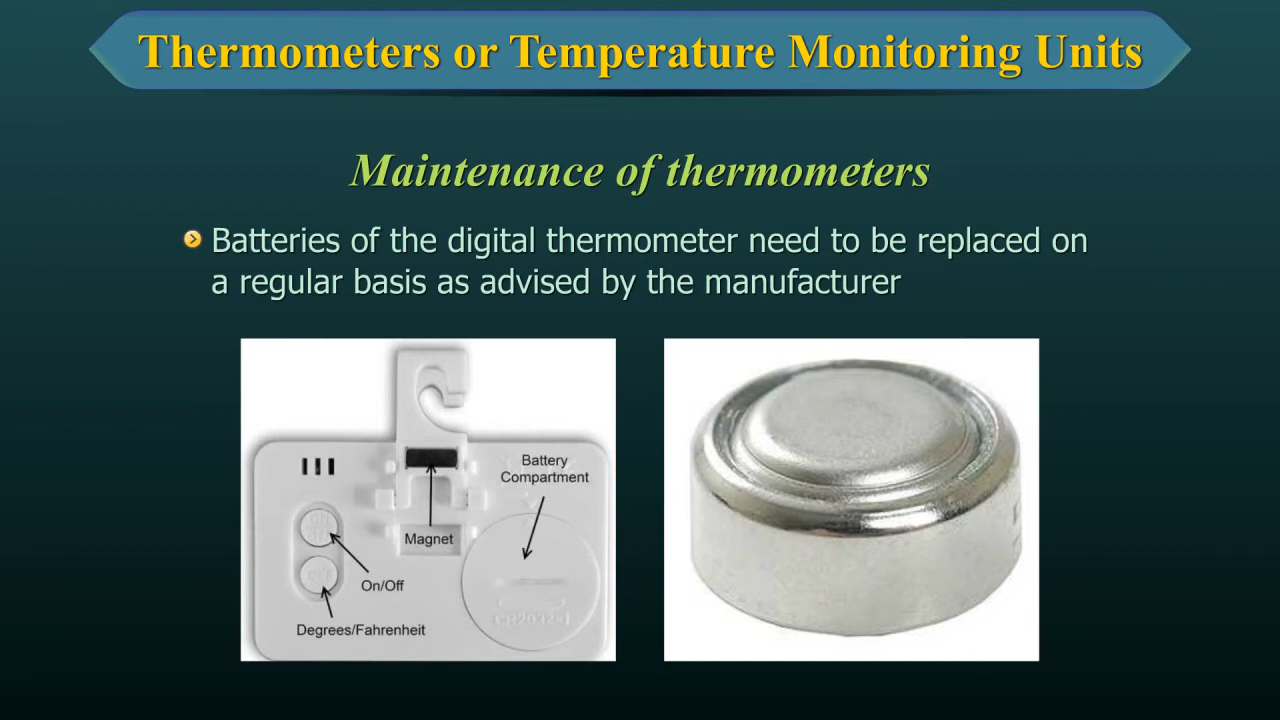 Thermometers or Temperature Monitoring Units
Maintenance of thermometers
Batteries of the digital thermometer need to be replaced on
a regular basis as advised by the manufacturer
Battery
Compartment
Magnet
On/Off
Degrees/Fahrenheit